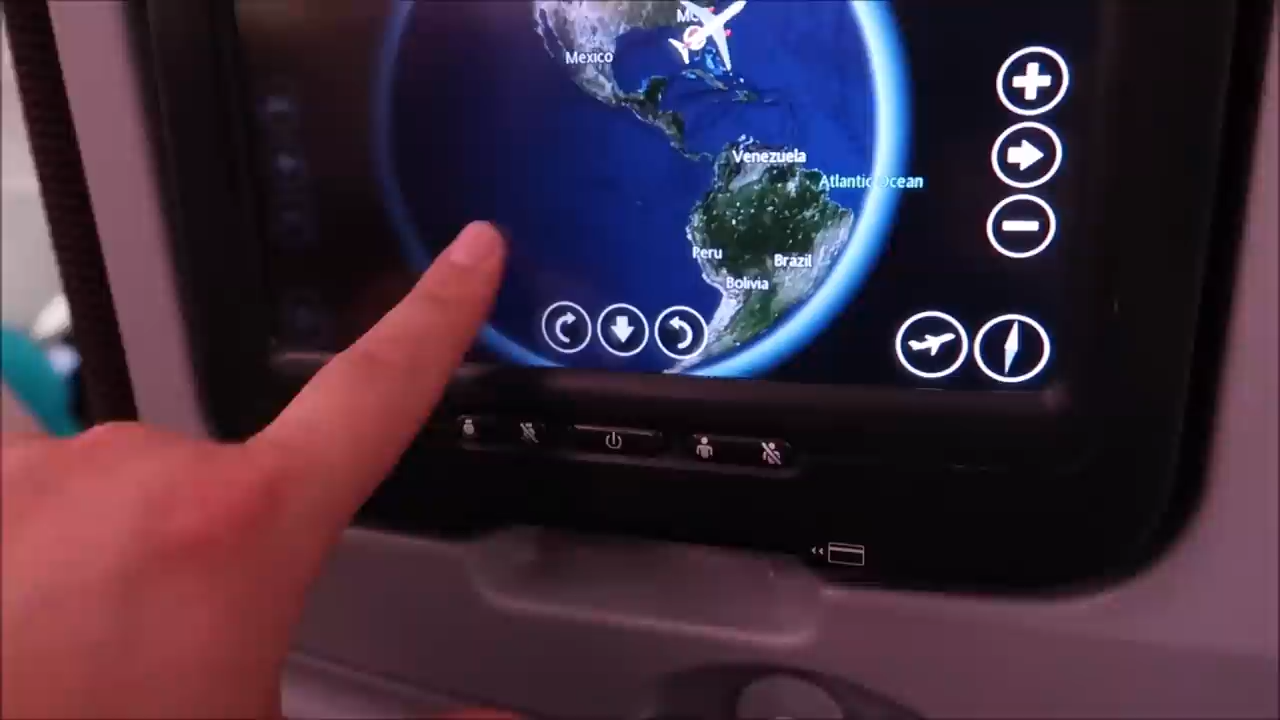 Mexico
Venezuela
Atlantic Ocean
Peru
Brazil
Bolivia